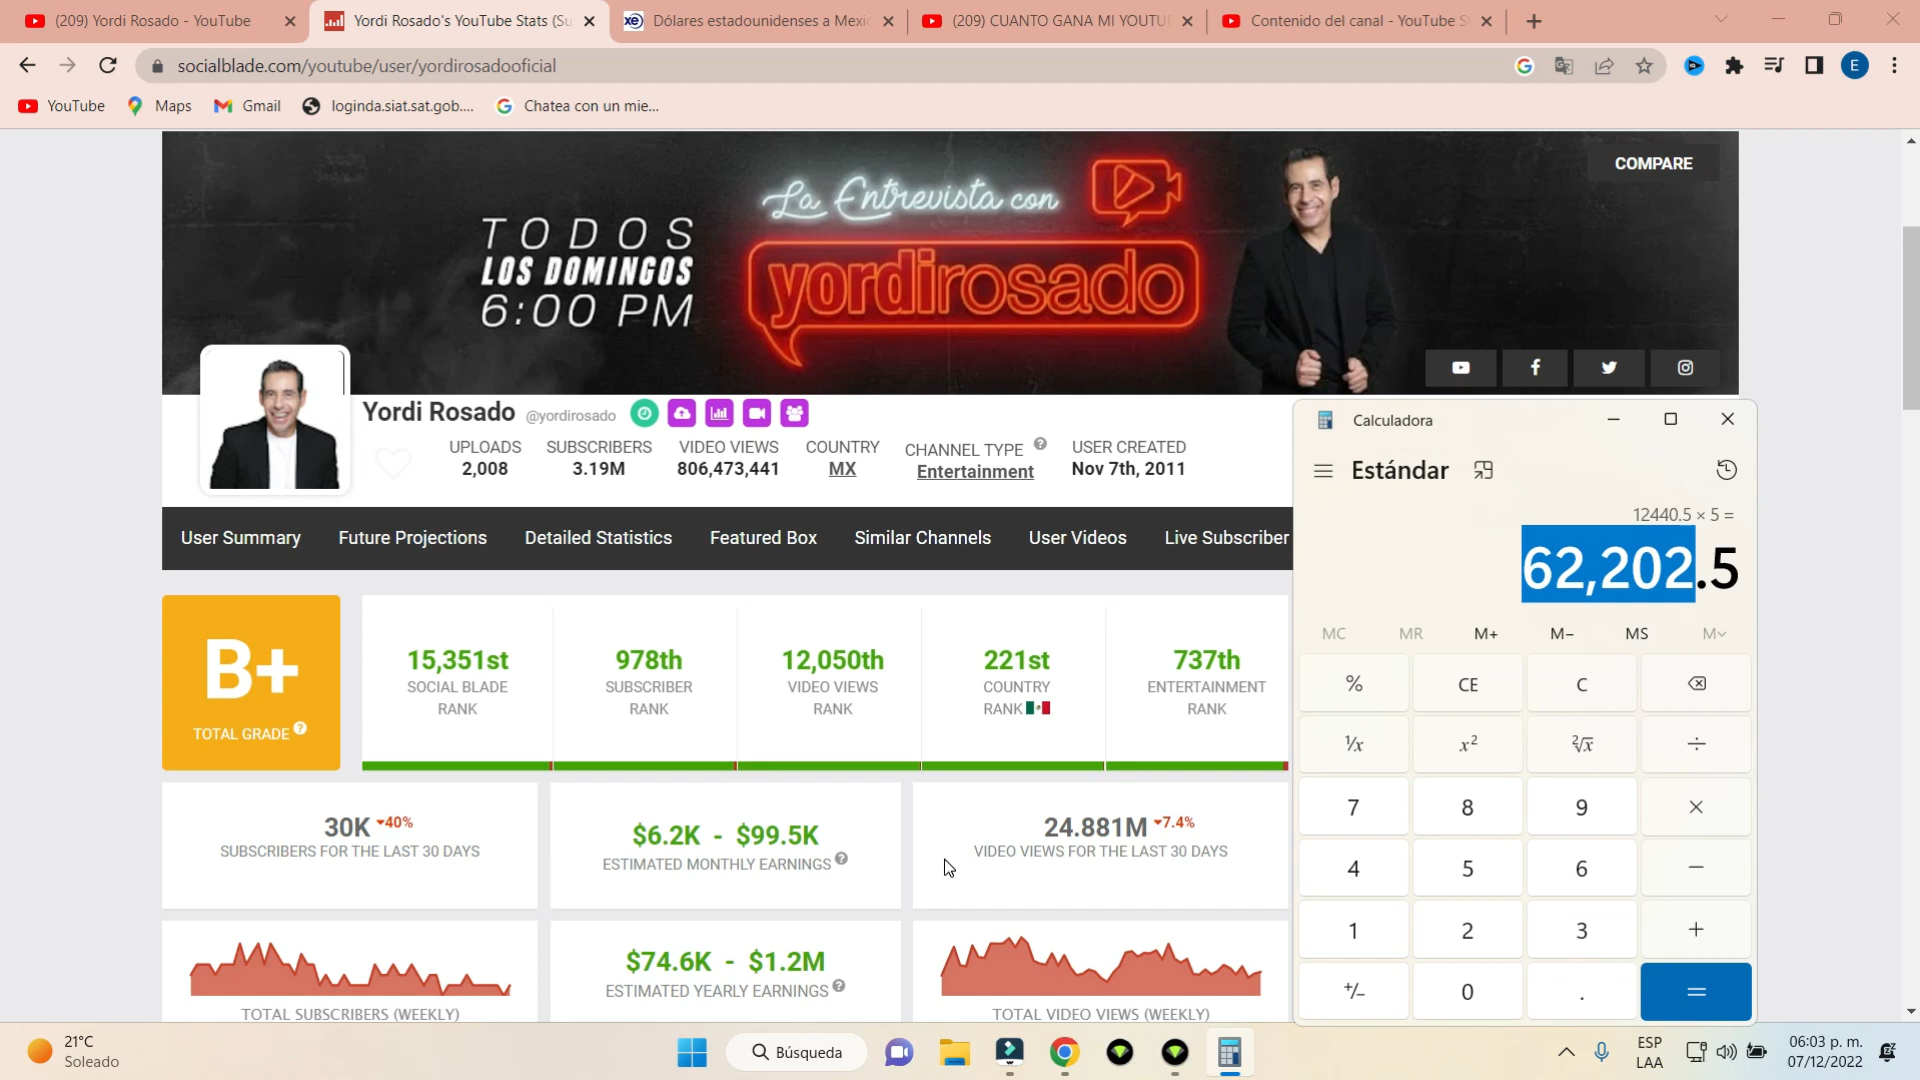 (209) Yordi Rosado - YouTube
Yordi Rosado's YouTube Stats (Su
Dólares estadounidenses a Mexic
(209) CUANTO GANA MI YOUTU
Contenido del canal - YouTube S
socialblade.com/youtube/user/yordirosadooficial
E
YouTube
Maps
Gmail
loginda.siat.sat.gob....
Chatea con un mie...
COMPARE
TODOS
LOS DOMINGOS
6:00 PM
La Entrevista con
yordirosado
Yordi Rosado @yordirosado
UPLOADS
2,008
SUBSCRIBERS
3.19M
VIDEO VIEWS
806,473,441
COUNTRY
MX
CHANNEL TYPE ?
Entertainment
USER CREATED
Nov 7th, 2011
User Summary
Future Projections
Detailed Statistics
Featured Box
Similar Channels
User Videos
Live Subscriber
B+
TOTAL GRADE ?
15,351st
SOCIAL BLADE
RANK
978th
SUBSCRIBER
RANK
12,050th
VIDEO VIEWS
RANK
221st
COUNTRY
RANK
737th
ENTERTAINMENT
RANK
30K 40%
SUBSCRIBERS FOR THE LAST 30 DAYS
$6.2K - $99.5K
ESTIMATED MONTHLY EARNINGS ?
24.881M 7.4%
VIDEO VIEWS FOR THE LAST 30 DAYS
TOTAL SUBSCRIBERS (WEEKLY)
$74.6K - $1.2M
ESTIMATED YEARLY EARNINGS ?
TOTAL VIDEO VIEWS (WEEKLY)
Calculadora
Estándar
12440.5 × 5 =
62,202.5
MC MR M+ M− MS M
% CE C
⅟x x² ²√x ÷
7 8 9 ×
4 5 6 −
1 2 3 +
+/− 0 . =
21°C
Soleado
Búsqueda
ESP
LAA
06:03 p. m.
07/12/2022